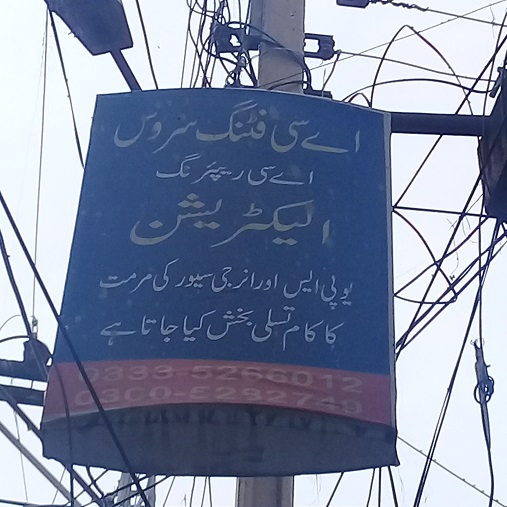 اے سی فٹنگ سروس
اے سی ریپئرنگ
الیکٹریشن
یو پی ایس اور انرجی سیور کی مرمت
کا کام تسلی بخش کیا جاتا ہے
0333 5268012
0300 5282749